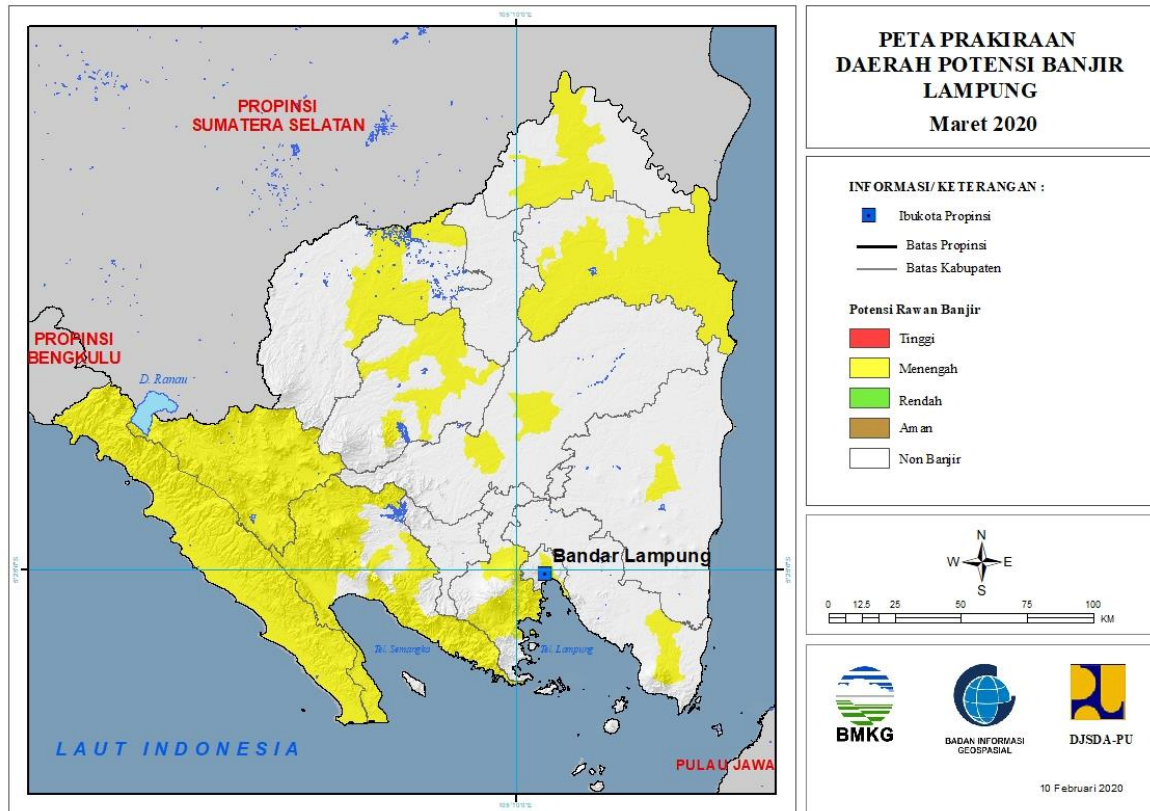 PROPINSI
SUMATERA SELATAN
PROPINSI
BENGKULU
D. Ranau
Bandar Lampung
Tel. Semangka
Tel. Lampung
LAUT INDONESIA
PULAU JAWA
PETA PRAKIRAAN
DAERAH POTENSI BANJIR
LAMPUNG
Maret 2020
INFORMASI/ KETERANGAN :
Ibukota Propinsi
Batas Propinsi
Batas Kabupaten
Potensi Rawan Banjir
Tinggi
Menengah
Rendah
Aman
Non Banjir
N
W E
S
0 12.5 25 50 75 100
KM
BMKG
BADAN INFORMASI
GEOSPASIAL
DJSDA-PU
10 Februari 2020